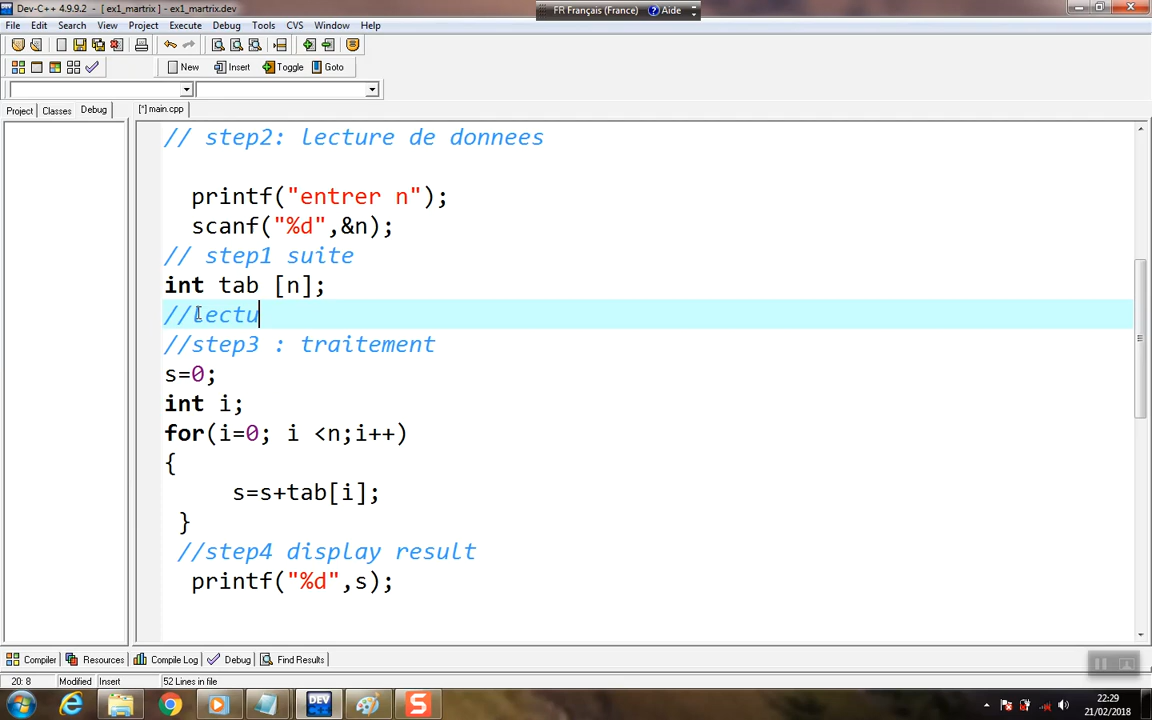 Dev-C++ 4.9.9.2 - [ ex1_martrix ] - ex1_martrix.dev
FR Français (France) Aide
File Edit Search View Project Execute Debug Tools CVS Window Help
New Insert Toggle Goto
Project Classes Debug
[*] main.cpp
// step2: lecture de donnees
printf("entrer n");
scanf("%d",&n);
// step1 suite
int tab [n];
//lectu
//step3 : traitement
s=0;
int i;
for(i=0; i <n;i++)
{
s=s+tab[i];
}
//step4 display result
printf("%d",s);
Compiler Resources Compile Log Debug Find Results
20: 8 Modified Insert 52 Lines in file
DEV
S
22:29
21/02/2018